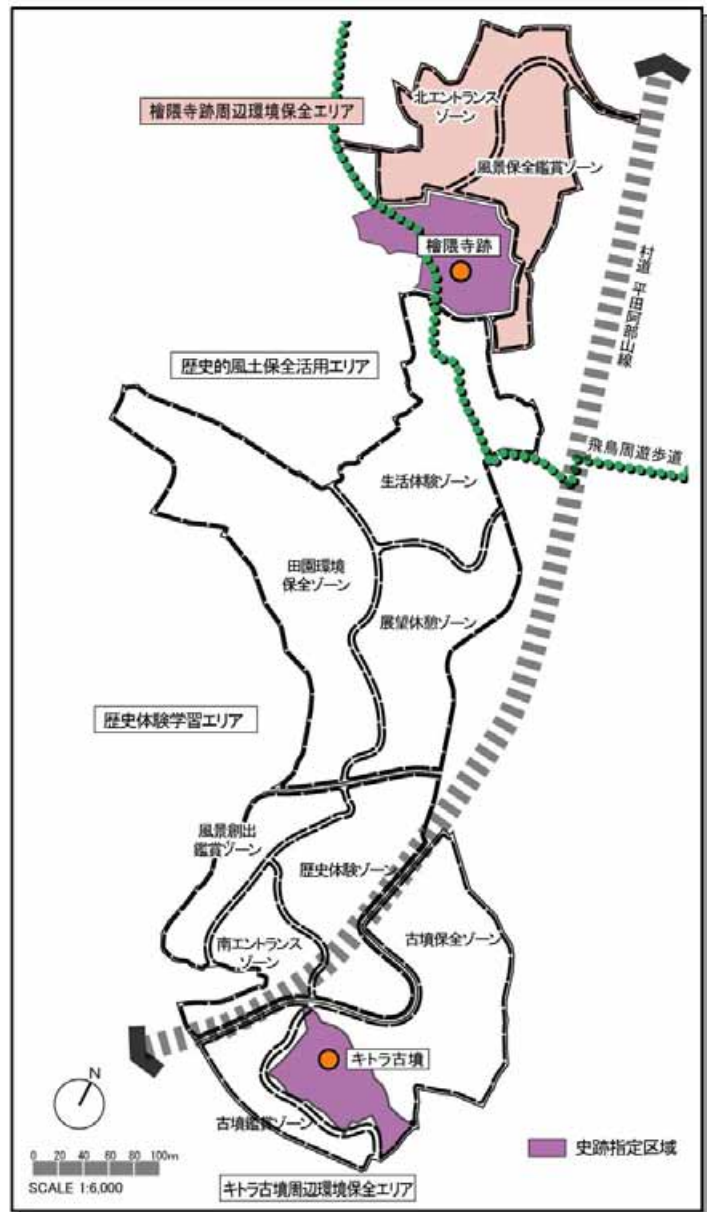 檜隈寺跡周辺環境保全エリア
北エントランス
ゾーン
風景保全鑑賞ゾーン
檜隈寺跡
村道 平田阿部山線
歴史的風土保全活用エリア
飛鳥周遊歩道
生活体験ゾーン
田園環境
保全ゾーン
展望休憩ゾーン
歴史体験学習エリア
風景創出
鑑賞ゾーン
歴史体験ゾーン
古墳保全ゾーン
南エントランス
ゾーン
キトラ古墳
N
古墳鑑賞ゾーン
史跡指定区域
0 20 40 60 80 100m
SCALE 1:6,000
キトラ古墳周辺環境保全エリア